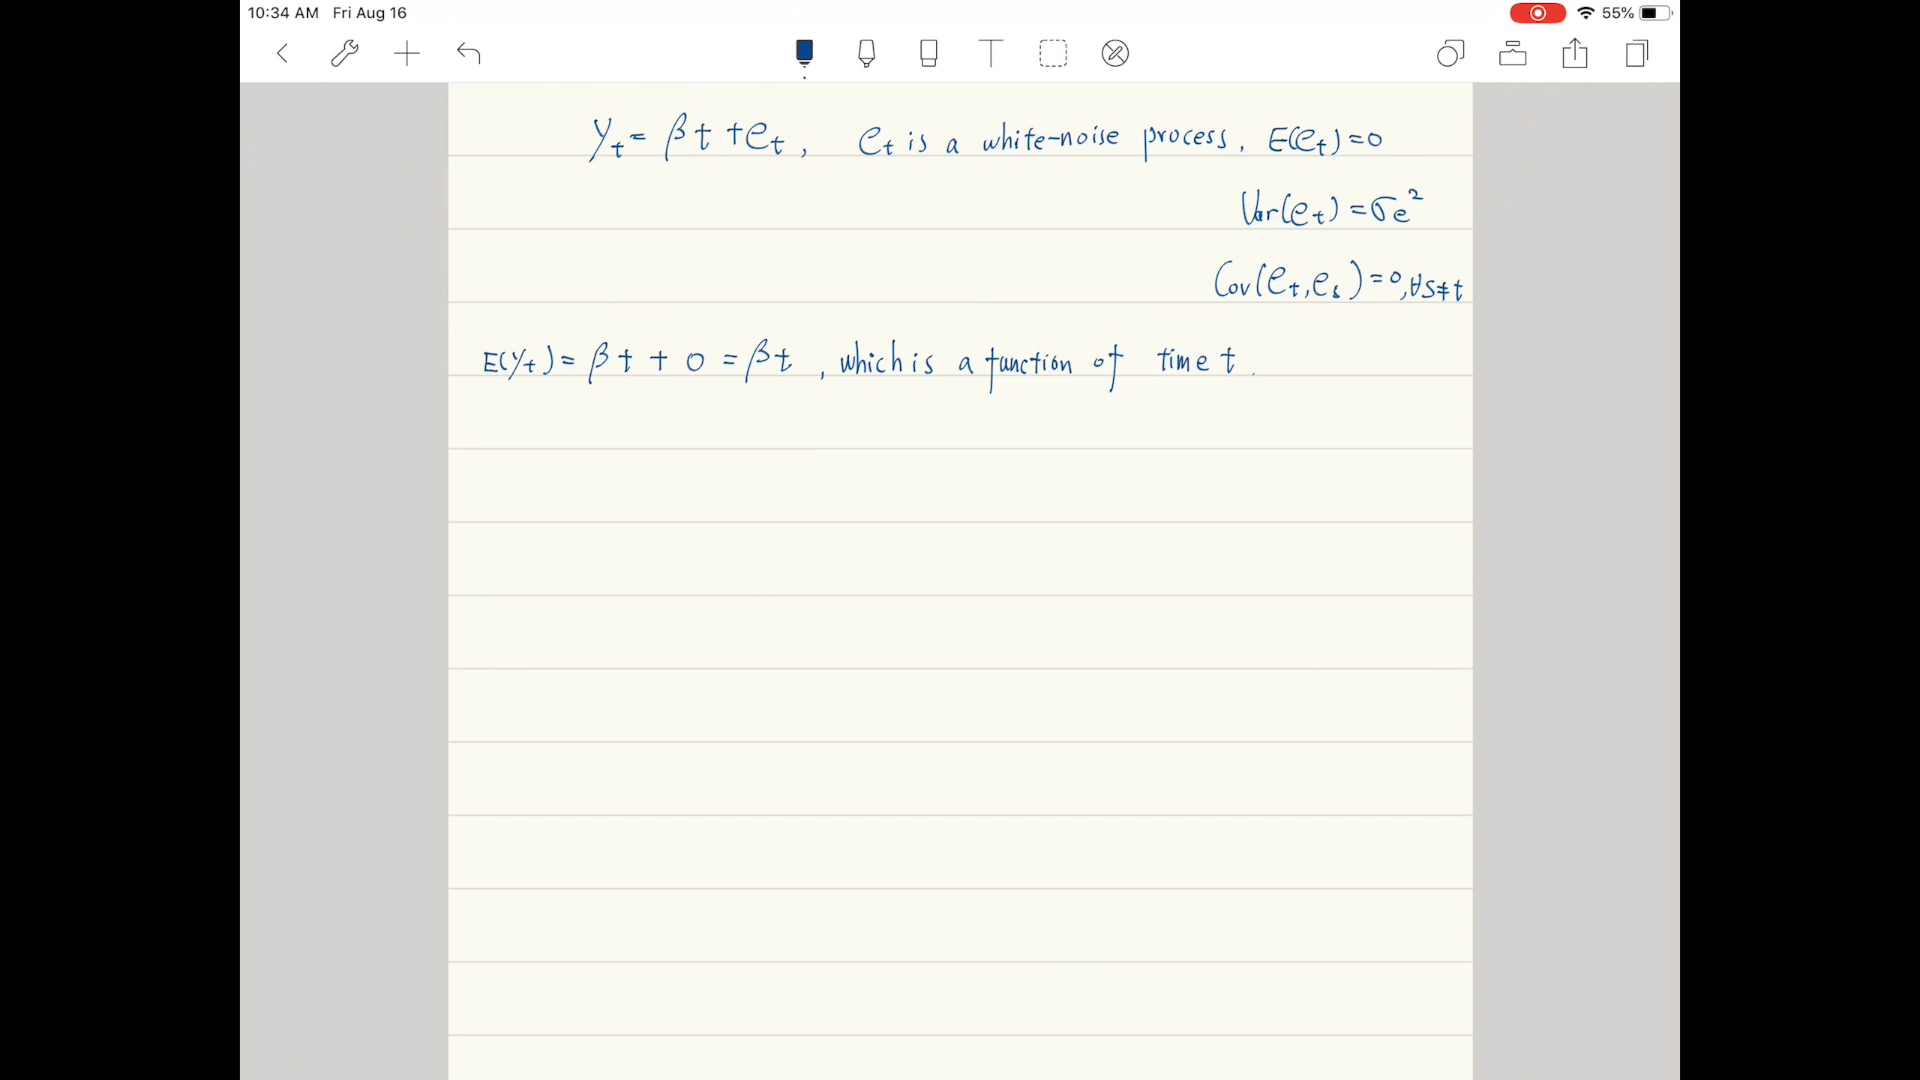 10:34 AM Fri Aug 16 55%
T
Yt = βt + et, et is a white-noise process, E(et) = 0
Var(et) = σe²
Cov(et, es) = 0, ∀s≠t
E(Yt) = βt + 0 = βt, which is a function of time t.